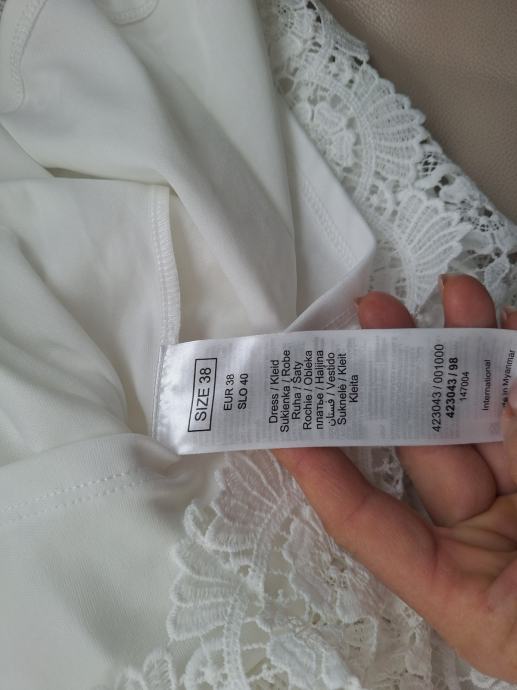 SIZE 38
EUR 38
SLO 40
Dress / Kleid
Sukienka / Robe
Ruha / Šaty
Rochie / Obleka
платье / Haljina
فستان / Vestido
Suknelė / Kleit
Kleita
423043 / 001000
423043 / 98
147004
International
in Myanmar